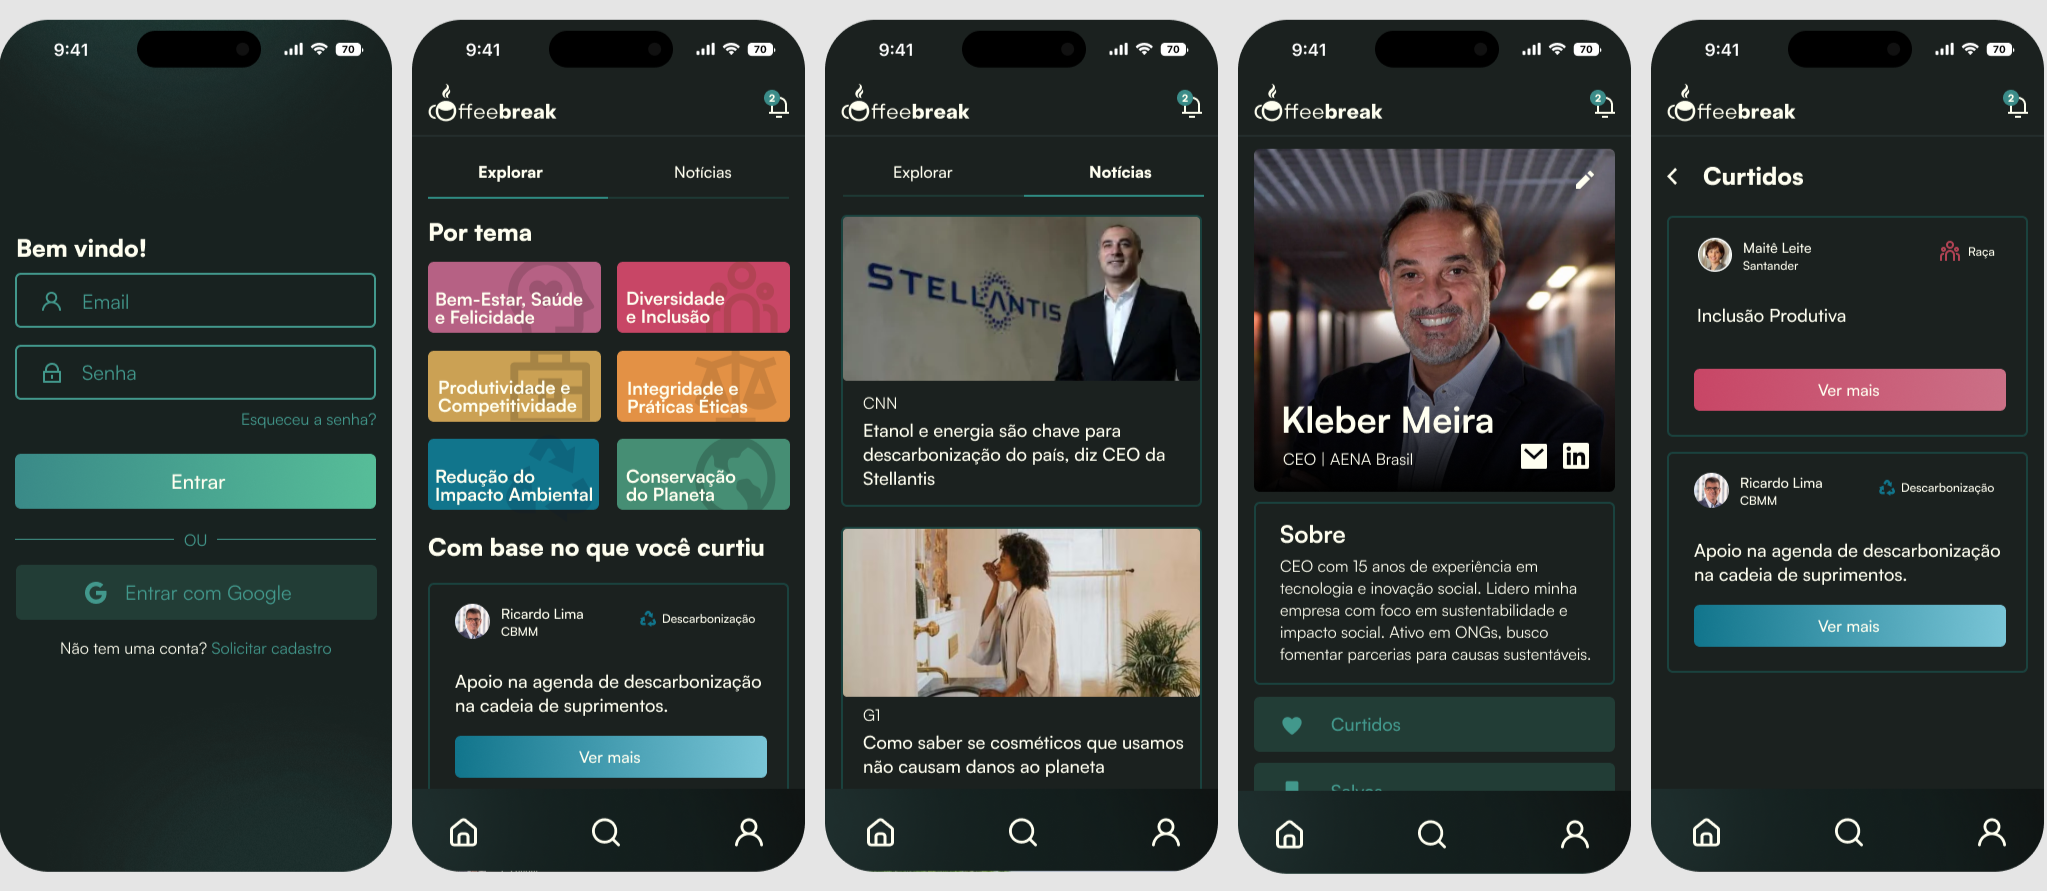 9:41
70
Bem vindo!
Email
Senha
Esqueceu a senha?
Entrar
OU
Entrar com Google
Não tem uma conta? Solicitar cadastro
9:41
70
coffeebreak
2
Explorar
Notícias
Por tema
Bem-Estar, Saúde
e Felicidade
Diversidade
e Inclusão
Produtividade e
Competitividade
Integridade e
Práticas Éticas
Redução do
Impacto Ambiental
Conservação
do Planeta
Com base no que você curtiu
Ricardo Lima
CBMM
Descarbonização
Apoio na agenda de descarbonização
na cadeia de suprimentos.
Ver mais
9:41
70
coffeebreak
2
Explorar
Notícias
STELLANTIS
CNN
Etanol e energia são chave para
descarbonização do país, diz CEO da
Stellantis
G1
Como saber se cosméticos que usamos
não causam danos ao planeta
9:41
70
coffeebreak
2
Kleber Meira
CEO | AENA Brasil
in
Sobre
CEO com 15 anos de experiência em
tecnologia e inovação social. Lidero minha
empresa com foco em sustentabilidade e
impacto social. Ativo em ONGs, busco
fomentar parcerias para causas sustentáveis.
Curtidos
9:41
70
coffeebreak
2
Curtidos
Maitê Leite
Santander
Raça
Inclusão Produtiva
Ver mais
Ricardo Lima
CBMM
Descarbonização
Apoio na agenda de descarbonização
na cadeia de suprimentos.
Ver mais